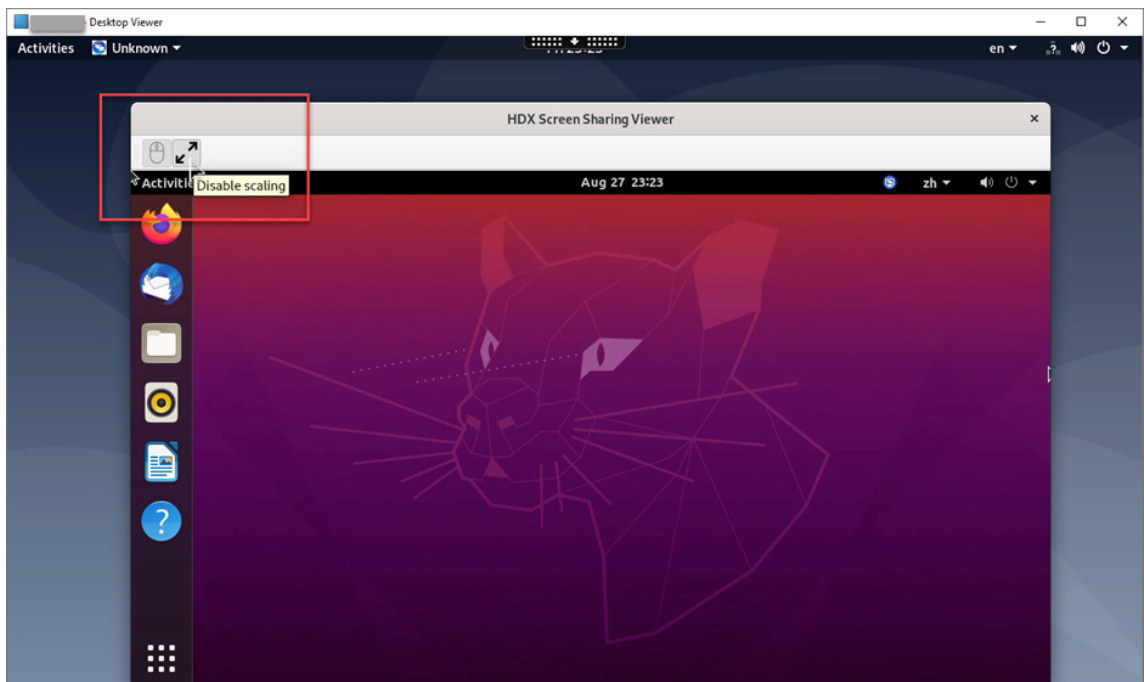 Desktop Viewer
Activities Unknown en
HDX Screen Sharing Viewer
Disable scaling
Aug 27 23:23 zh